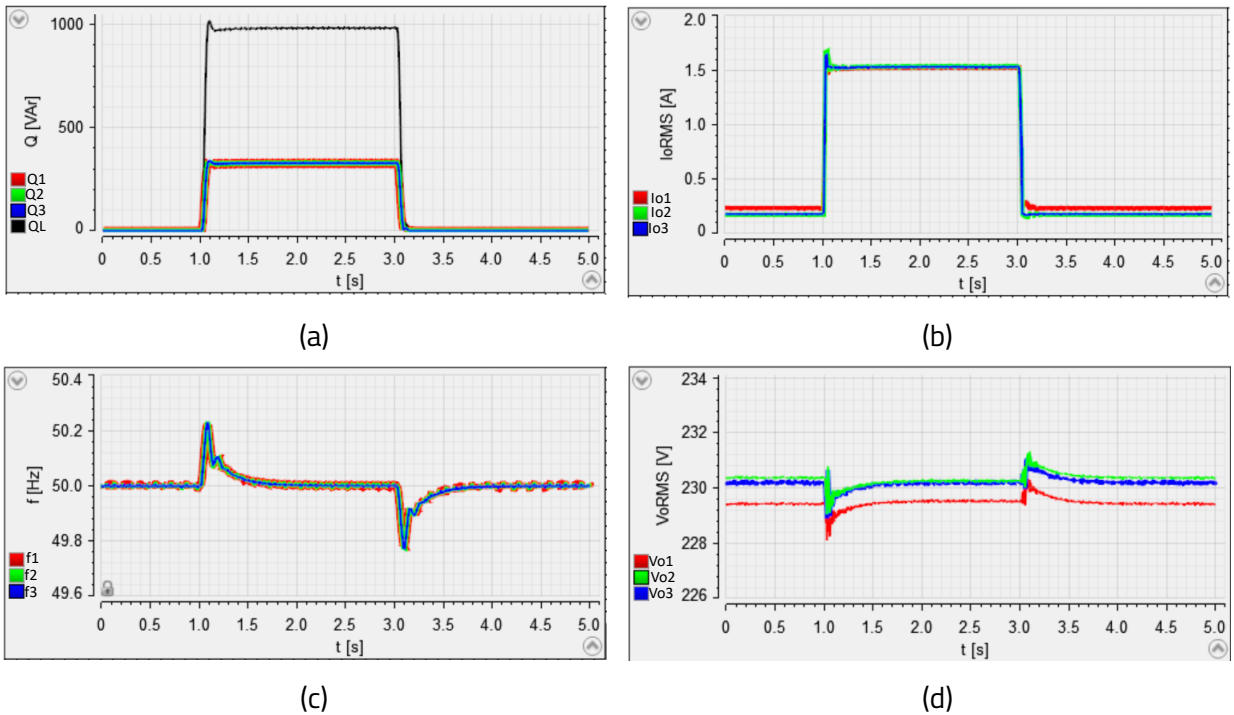 1000
500
0
Q [VAr]
Q1
Q2
Q3
QL
0 0.5 1.0 1.5 2.0 2.5 3.0 3.5 4.0 4.5 5.0
t [s]
(a)
2.0
1.5
1.0
0.5
0
IoRMS [A]
Io1
Io2
Io3
0 0.5 1.0 1.5 2.0 2.5 3.0 3.5 4.0 4.5 5.0
t [s]
(b)
50.4
50.2
50.0
49.8
49.6
f [Hz]
f1
f2
f3
0 0.5 1.0 1.5 2.0 2.5 3.0 3.5 4.0 4.5 5.0
t [s]
(c)
234
232
230
228
226
VoRMS [V]
Vo1
Vo2
Vo3
0 0.5 1.0 1.5 2.0 2.5 3.0 3.5 4.0 4.5 5.0
t [s]
(d)